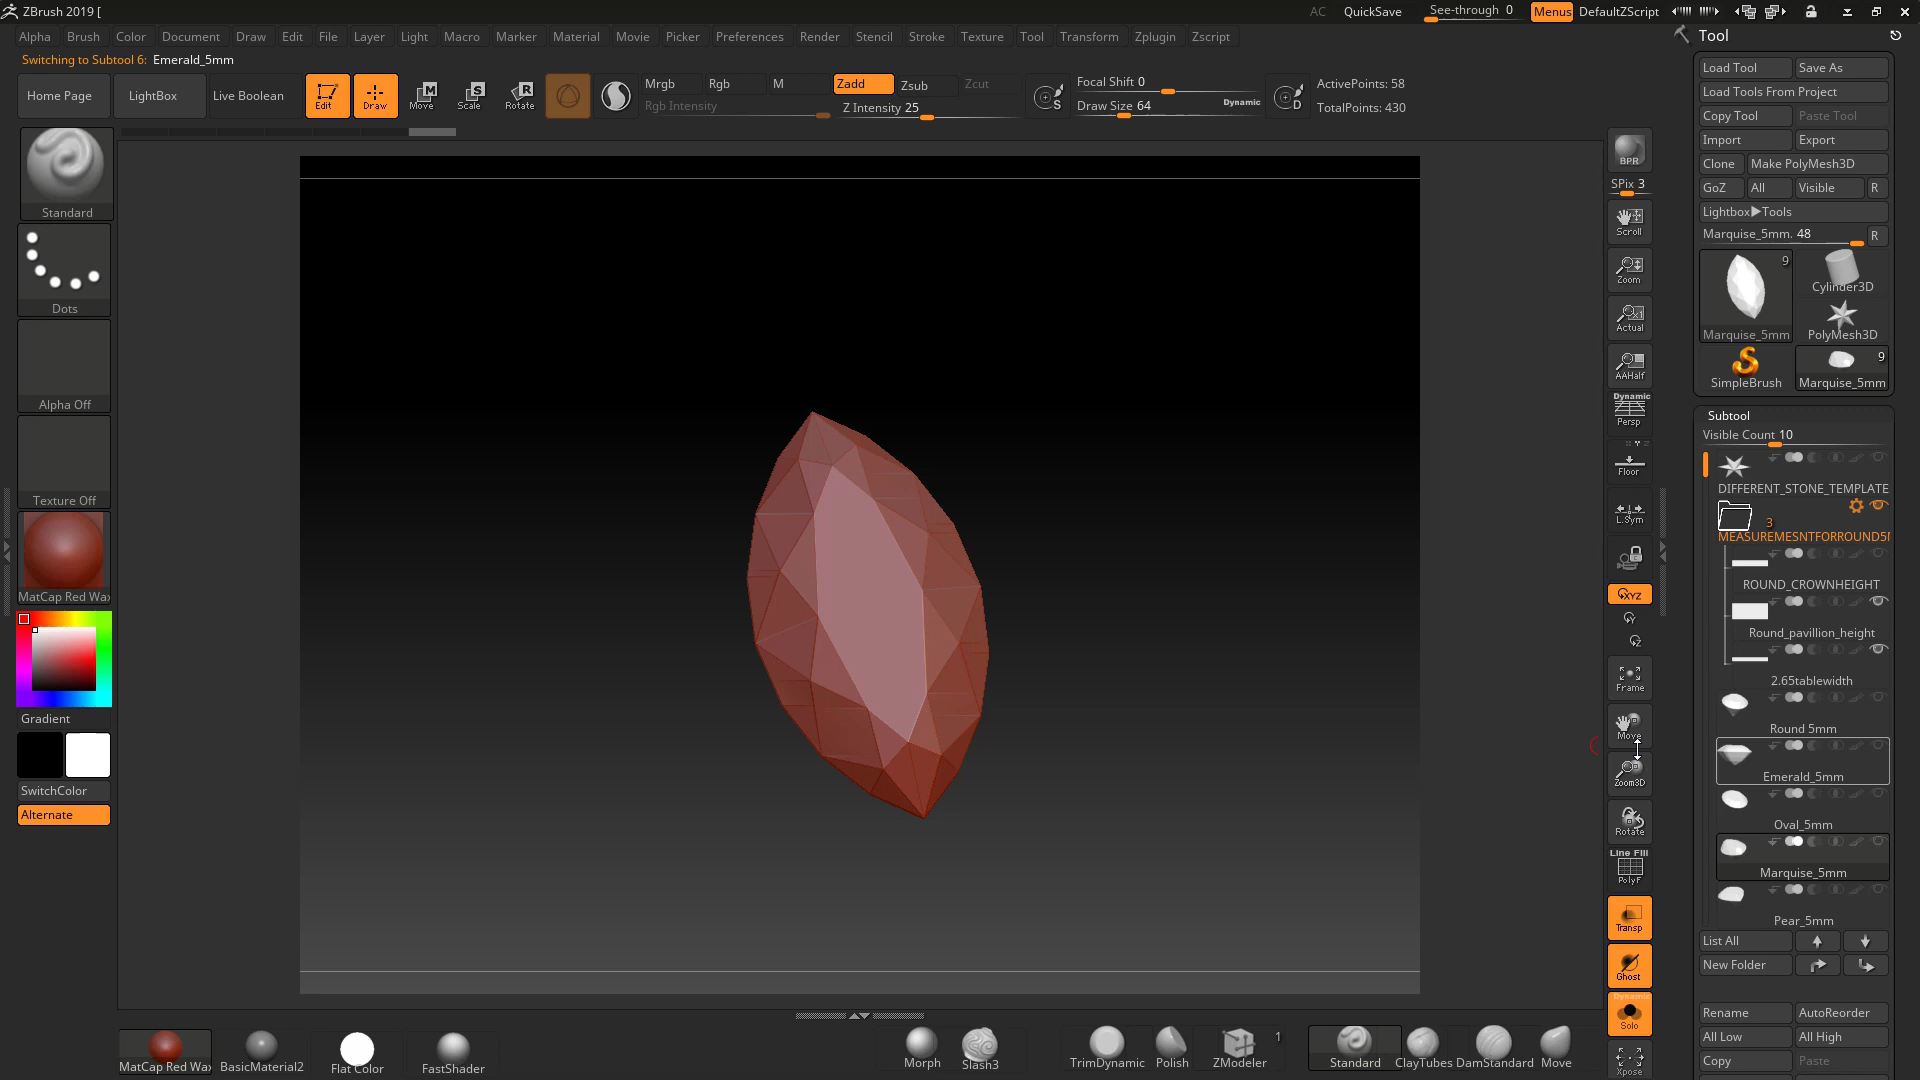 ZBrush 2019 [
AC QuickSave See-through 0 Menus DefaultZScript
Alpha Brush Color Document Draw Edit File Layer Light Macro Marker Material Movie Picker Preferences Render Stencil Stroke Texture Tool Transform Zplugin Zscript
Switching to Subtool 6: Emerald_5mm
Home Page LightBox Live Boolean Edit Draw Move Scale Rotate
Mrgb Rgb M Zadd Zsub Zcut
Rgb Intensity Z Intensity 25
Focal Shift 0
Draw Size 64 Dynamic
ActivePoints: 58
TotalPoints: 430
Standard
Dots
Alpha Off
Texture Off
MatCap Red Wax
Gradient
SwitchColor
Alternate
BPR
SPix 3
Scroll
Zoom
Actual
AAHalf
Dynamic
Persp
Floor
L.Sym
XYZ
Y
Z
Frame
Move
Zoom3D
Rotate
Line Fill
PolyF
Transp
Ghost
Dynamic
Solo
Xpose
Tool
Load Tool Save As
Load Tools From Project
Copy Tool Paste Tool
Import Export
Clone Make PolyMesh3D
GoZ All Visible R
Lightbox▶Tools
Marquise_5mm. 48 R
9
Marquise_5mm
Cylinder3D
PolyMesh3D
SimpleBrush
9
Marquise_5mm
Subtool
Visible Count 10
DIFFERENT_STONE_TEMPLATE
3
MEASUREMESNTFORROUND5M
ROUND_CROWNHEIGHT
Round_pavillion_height
2.65tablewidth
Round 5mm
Emerald_5mm
Oval_5mm
Marquise_5mm
Pear_5mm
List All
New Folder
Rename AutoReorder
All Low All High
Copy Paste
MatCap Red Wax BasicMaterial2 Flat Color FastShader Morph Slash3 TrimDynamic Polish ZModeler 1 Standard ClayTubes DamStandard Move